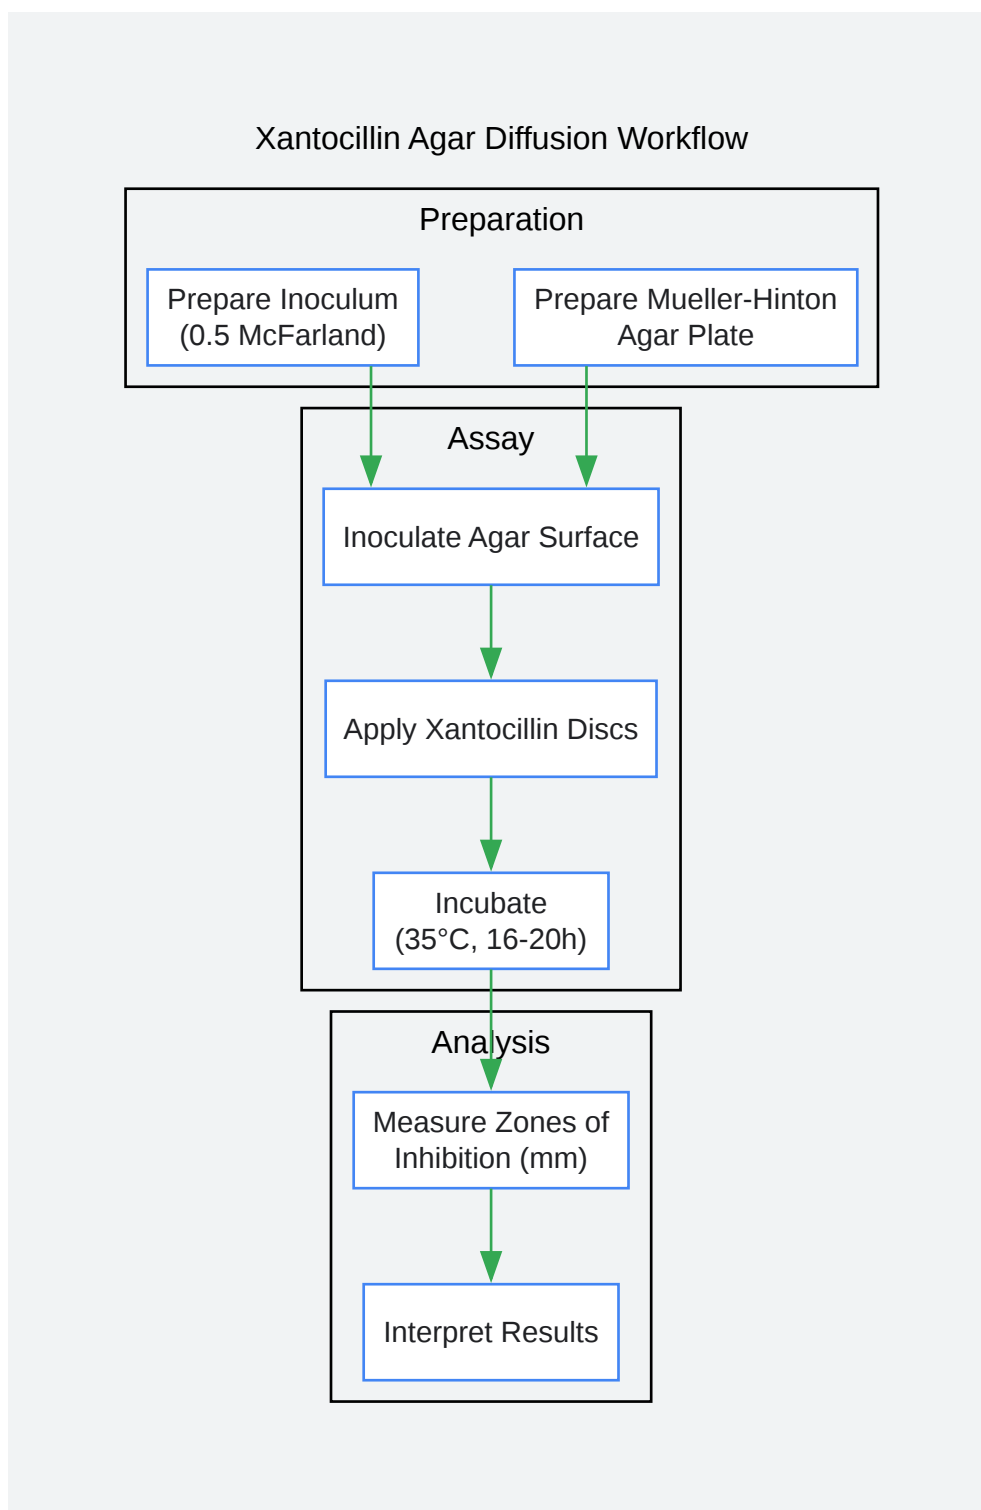 Xantocillin Agar Diffusion Workflow
Preparation
Prepare Inoculum
(0.5 McFarland)
Prepare Mueller-Hinton
Agar Plate
Assay
Inoculate Agar Surface
Apply Xantocillin Discs
Incubate
(35°C, 16-20h)
Analysis
Measure Zones of
Inhibition (mm)
Interpret Results